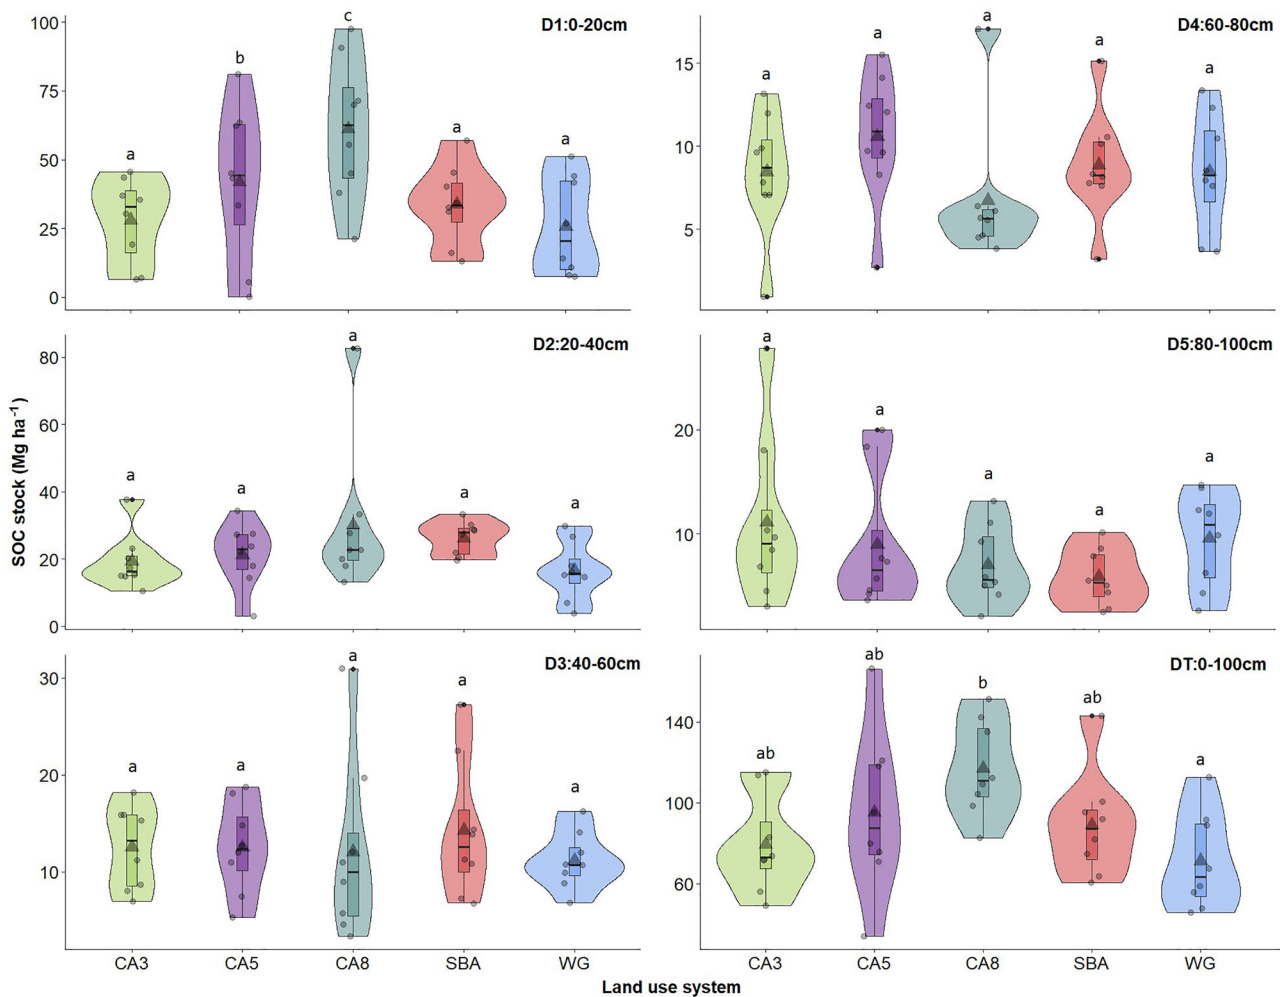 D1:0-20cm
100
75
50
25
0
a
b
c
a
a
D4:60-80cm
15
10
5
a
a
a
a
a
D2:20-40cm
80
60
40
20
0
a
a
a
a
a
D5:80-100cm
20
10
a
a
a
a
a
D3:40-60cm
30
20
10
a
a
a
a
a
DT:0-100cm
140
100
60
ab
ab
b
ab
a
SOC stock (Mg ha⁻¹)
CA3 CA5 CA8 SBA WG
CA3 CA5 CA8 SBA WG
Land use system